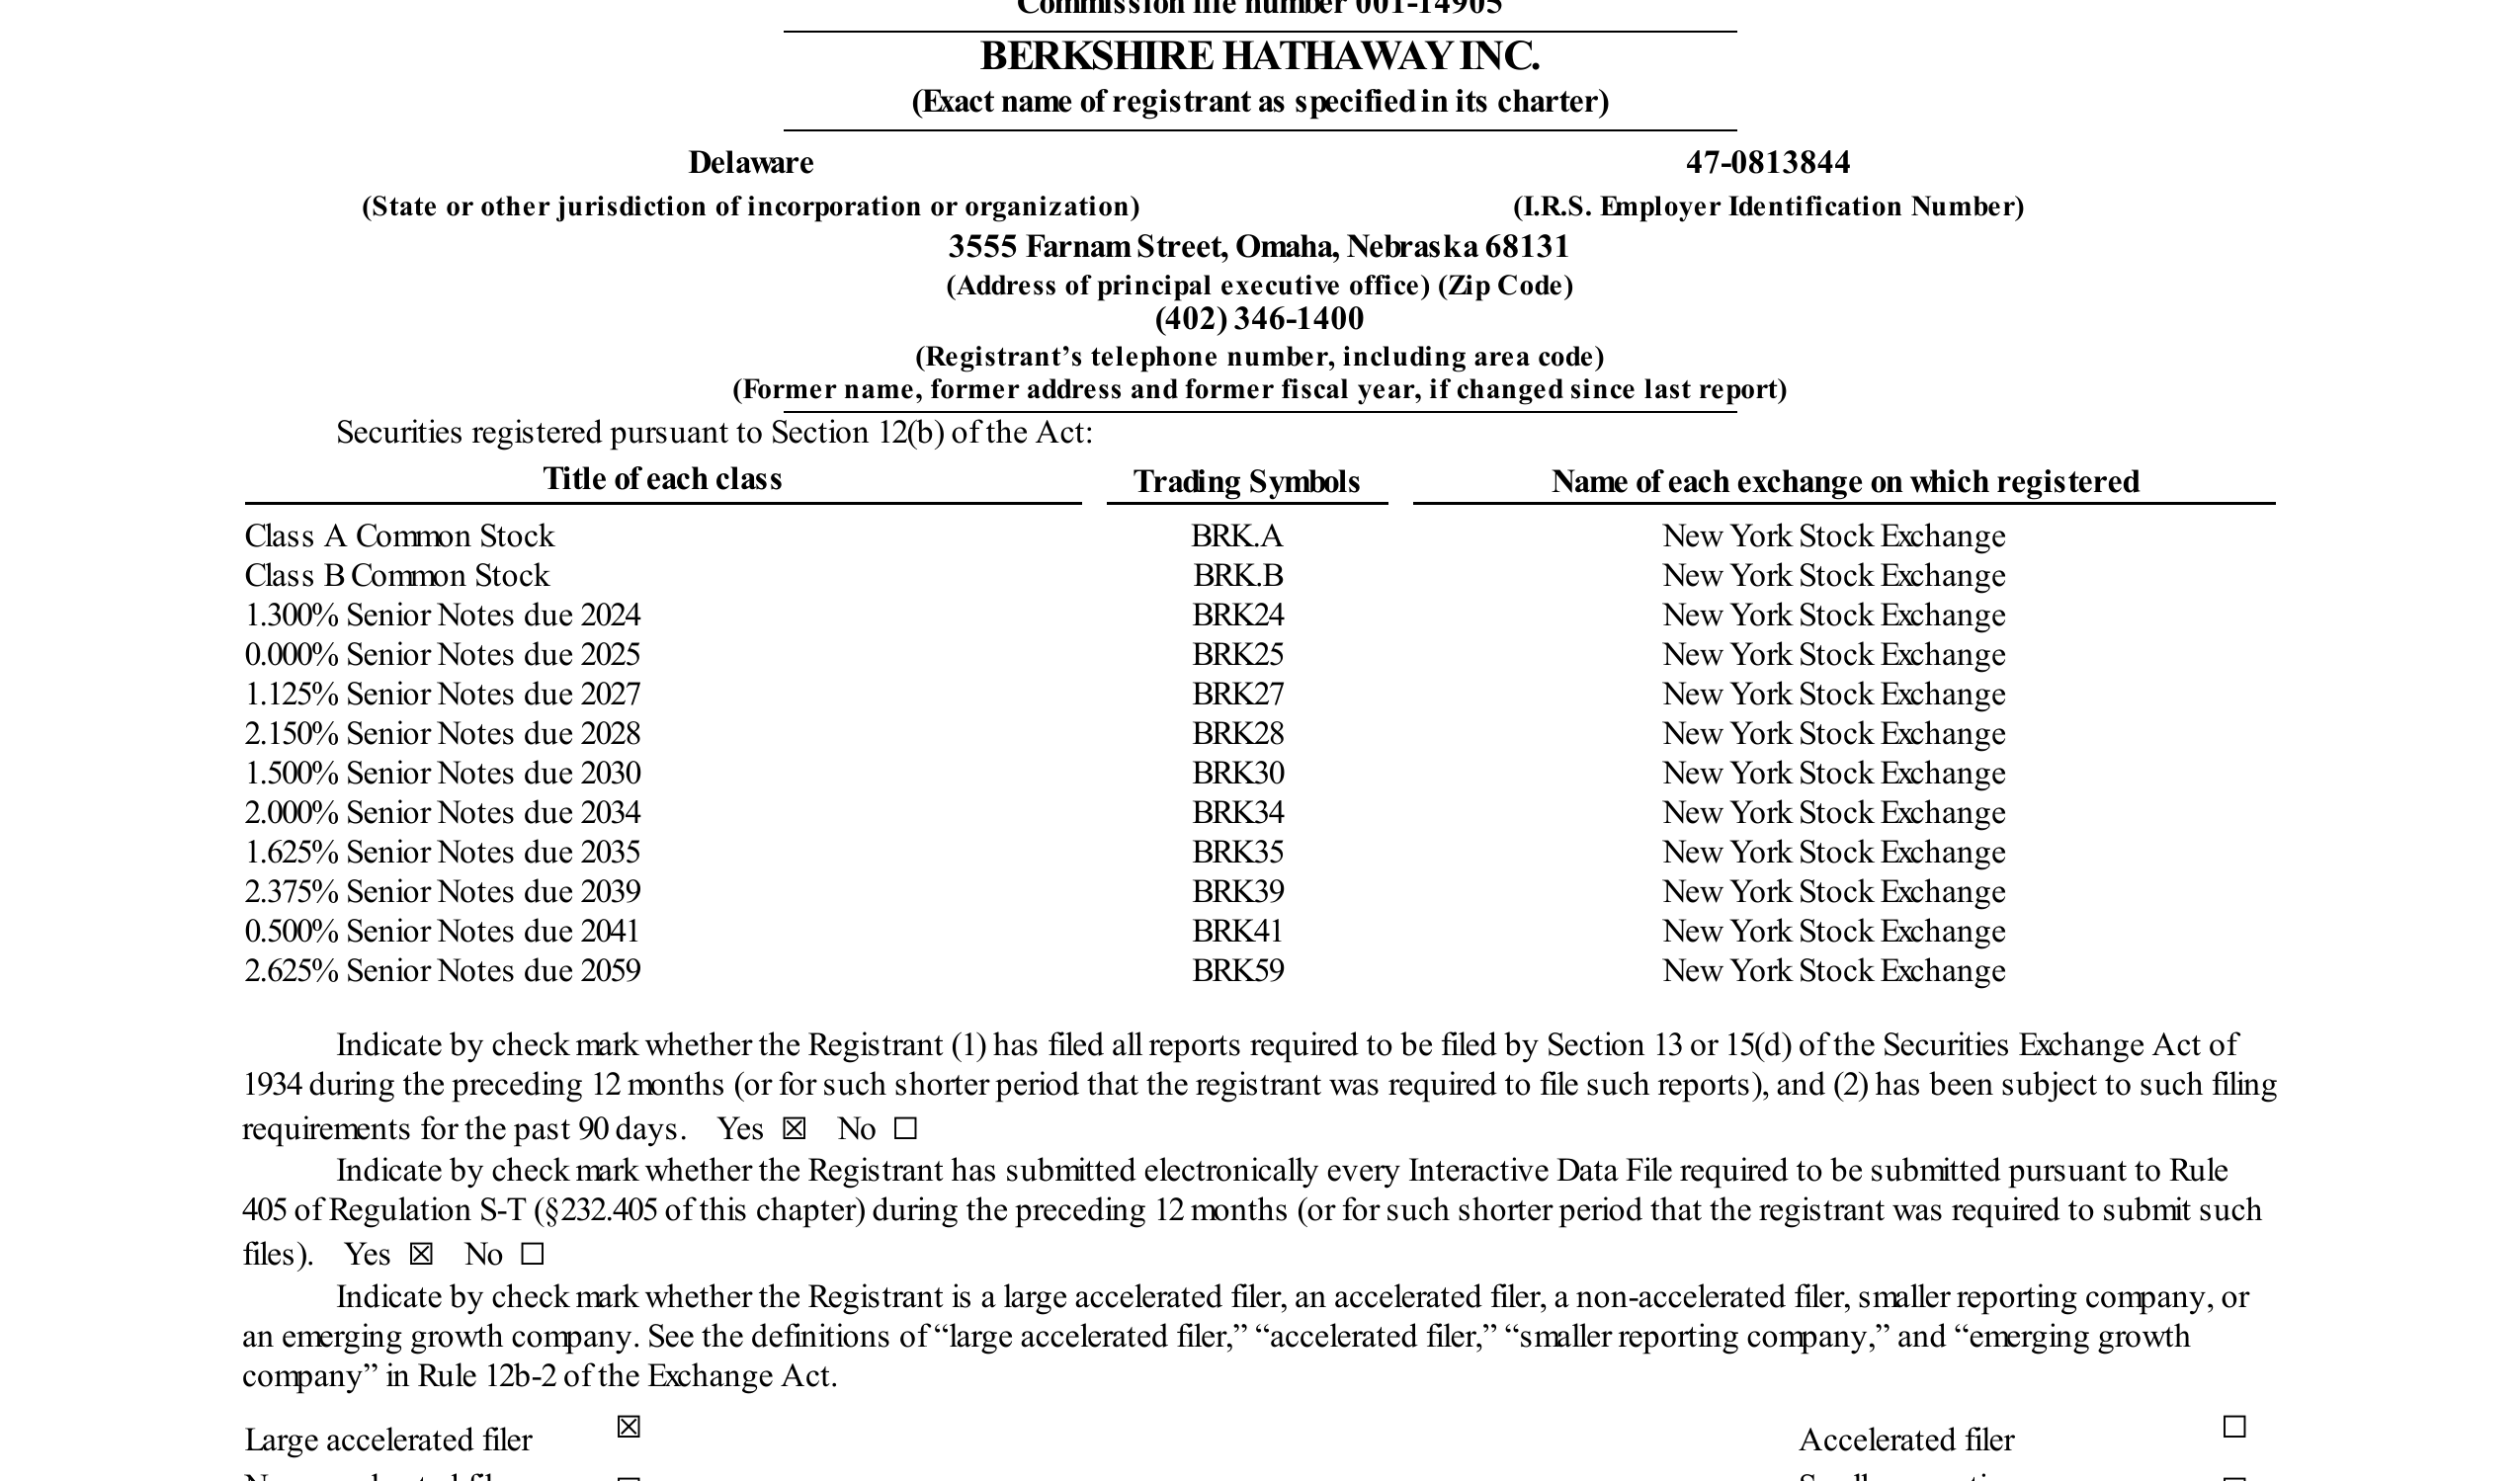 Commission file number 001-14905
BERKSHIRE HATHAWAY INC.
(Exact name of registrant as specified in its charter)
Delaware 47-0813844
(State or other jurisdiction of incorporation or organization) (I.R.S. Employer Identification Number)
3555 Farnam Street, Omaha, Nebraska 68131
(Address of principal executive office) (Zip Code)
(402) 346-1400
(Registrant’s telephone number, including area code)
(Former name, former address and former fiscal year, if changed since last report)
Securities registered pursuant to Section 12(b) of the Act:
Title of each class Trading Symbols Name of each exchange on which registered
Class A Common Stock BRK.A New York Stock Exchange
Class B Common Stock BRK.B New York Stock Exchange
1.300% Senior Notes due 2024 BRK24 New York Stock Exchange
0.000% Senior Notes due 2025 BRK25 New York Stock Exchange
1.125% Senior Notes due 2027 BRK27 New York Stock Exchange
2.150% Senior Notes due 2028 BRK28 New York Stock Exchange
1.500% Senior Notes due 2030 BRK30 New York Stock Exchange
2.000% Senior Notes due 2034 BRK34 New York Stock Exchange
1.625% Senior Notes due 2035 BRK35 New York Stock Exchange
2.375% Senior Notes due 2039 BRK39 New York Stock Exchange
0.500% Senior Notes due 2041 BRK41 New York Stock Exchange
2.625% Senior Notes due 2059 BRK59 New York Stock Exchange
Indicate by check mark whether the Registrant (1) has filed all reports required to be filed by Section 13 or 15(d) of the Securities Exchange Act of
1934 during the preceding 12 months (or for such shorter period that the registrant was required to file such reports), and (2) has been subject to such filing
requirements for the past 90 days. Yes ☒ No ☐
Indicate by check mark whether the Registrant has submitted electronically every Interactive Data File required to be submitted pursuant to Rule
405 of Regulation S-T (§232.405 of this chapter) during the preceding 12 months (or for such shorter period that the registrant was required to submit such
files). Yes ☒ No ☐
Indicate by check mark whether the Registrant is a large accelerated filer, an accelerated filer, a non-accelerated filer, smaller reporting company, or
an emerging growth company. See the definitions of “large accelerated filer,” “accelerated filer,” “smaller reporting company,” and “emerging growth
company” in Rule 12b-2 of the Exchange Act.
Large accelerated filer ☒ Accelerated filer ☐